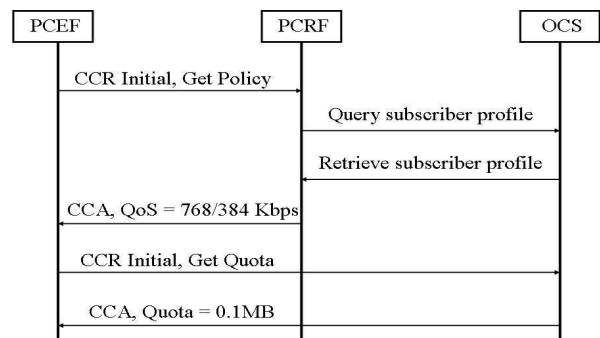 PCEF
PCRF
OCS
CCR Initial, Get Policy
Query subscriber profile
Retrieve subscriber profile
CCA, QoS = 768/384 Kbps
CCR Initial, Get Quota
CCA, Quota = 0.1MB